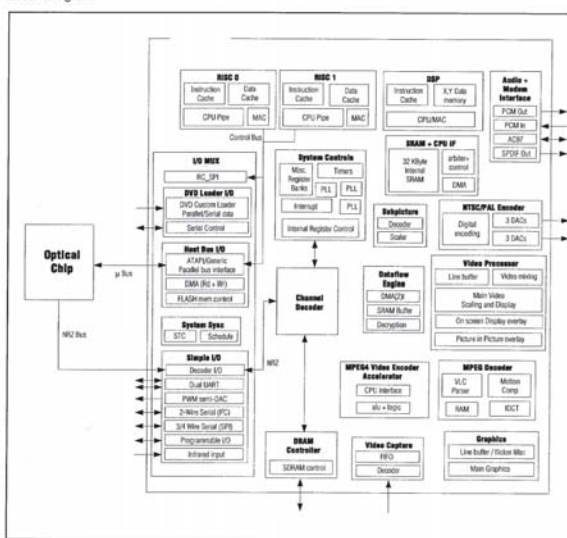 RISC 0
Instruction Cache
Data Cache
CPU Pipe
MAC
RISC 1
Instruction Cache
Data Cache
CPU Pipe
MAC
Control Bus
DSP
Instruction Cache
X,Y Data memory
CPU/MAC
Audio + Modem Interface
PCM Out
PCM In
AC97
SPDIF Out
I/O MUX
RC_SPI
DVD Loader I/O
DVD Custom Loader Parallel/Serial data
Serial Control
Host Bus I/O
ATAPI/Generic Parallel bus interface
DMA (Rd + Wr)
FLASH mem.control
System Sync
STC
Schedule
Simple I/O
Decoder I/O
Dual UART
PWM semi-DAC
2-Wire Serial (I²C)
3/4 Wire Serial (SPI)
Programmable I/O
Infrared input
System Controls
Misc. Register Banks
Timers
PLL
PLL
Interrupt
PLL
Internal Register Control
SRAM + CPU IF
32 KByte Internal SRAM
arbiter+ control
DMA
Subpicture
Decoder
Scaler
NTSC/PAL Encoder
Digital encoding
3 DACs
3 DACs
Optical Chip
µ Bus
NRZ Bus
NRZ
Channel Decoder
Dataflow Engine
DMA(2)
SRAM Buffer
Decryption
Video Processor
Line buffer
Video mixing
Main Video Scaling and Display
On screen Display overlay
Picture in Picture overlay
MPEG4 Video Encoder Accelerator
CPU interface
alu + logic
MPEG Decoder
VLC Parser
Motion Comp
RAM
IDCT
DRAM Controller
SDRAM control
Video Capture
FIFO
Decoder
Graphics
Line buffer / flicker filter
Main Graphics